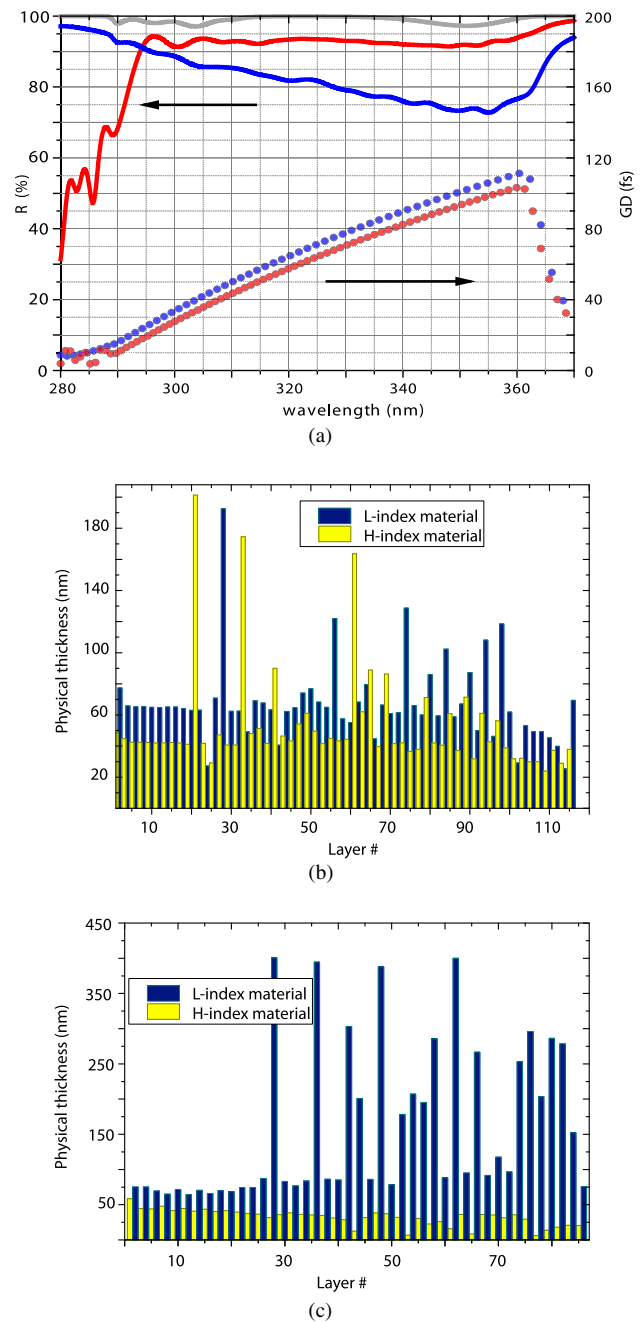 100
200
80
160
60
120
40
80
20
40
0
0
R (%)
GD (fs)
280
300
320
340
360
wavelength (nm)
(a)
L-index material
H-index material
180
140
100
60
20
Physical thickness (nm)
10
30
50
70
90
110
Layer #
(b)
450
350
250
150
50
L-index material
H-index material
Physical thickness (nm)
10
30
50
70
Layer #
(c)